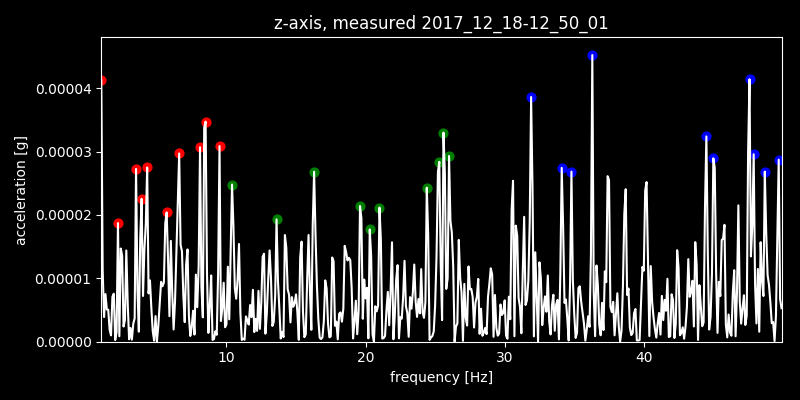 z-axis, measured 2017_12_18-12_50_01
0.00004
0.00003
0.00002
0.00001
0.00000
acceleration [g]
10 20 30 40
frequency [Hz]